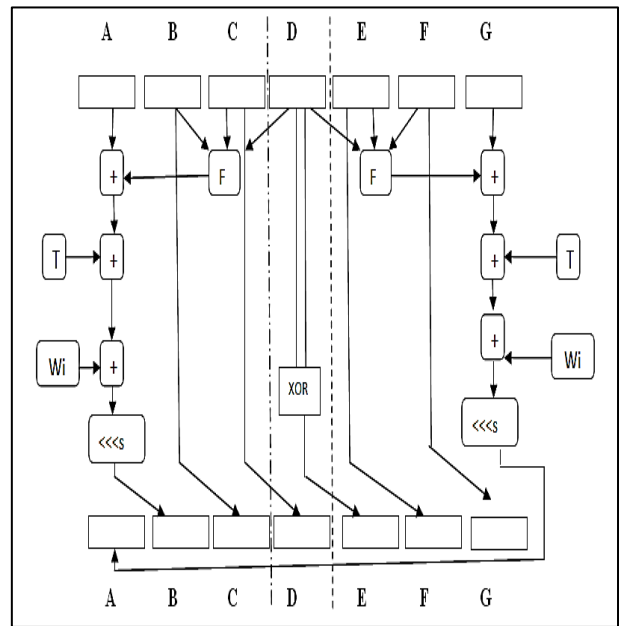 A B C D E F G
F F
+ +
T + + T
+
Wi + Wi
XOR
<<<s
<<<s
A B C D E F G